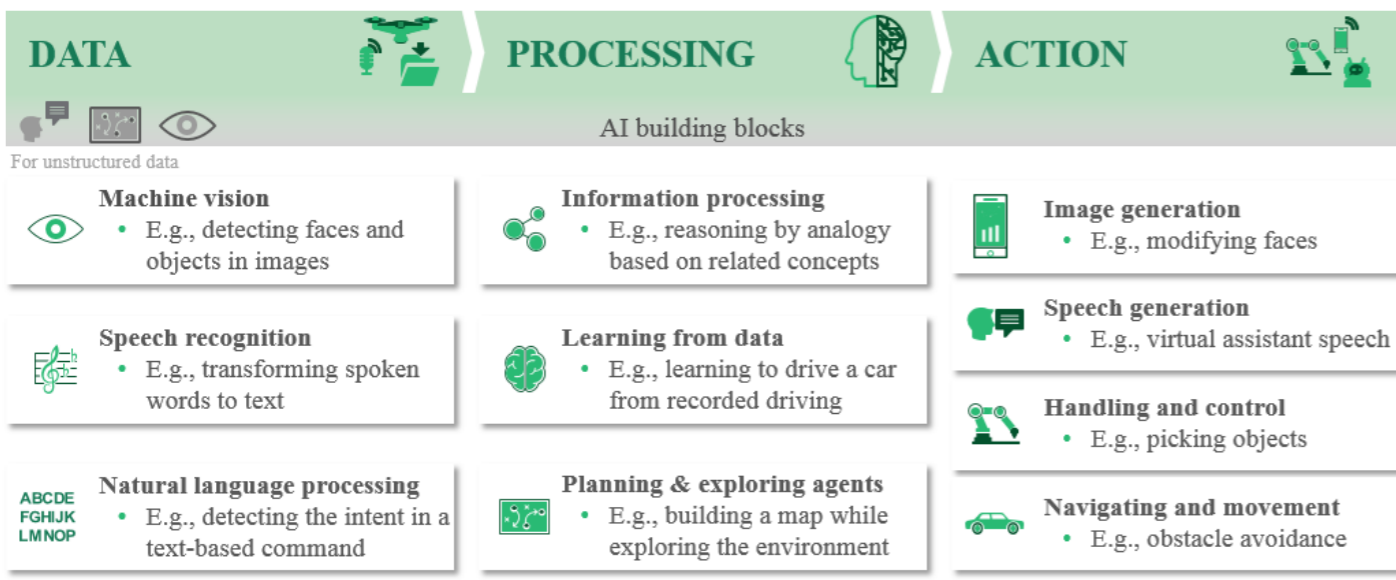 DATA
PROCESSING
ACTION
AI building blocks
For unstructured data
Machine vision
• E.g., detecting faces and
objects in images
Speech recognition
• E.g., transforming spoken
words to text
ABCDE
FGHIJK
LMNOP
Natural language processing
• E.g., detecting the intent in a
text-based command
Information processing
• E.g., reasoning by analogy
based on related concepts
Learning from data
• E.g., learning to drive a car
from recorded driving
Planning & exploring agents
• E.g., building a map while
exploring the environment
Image generation
• E.g., modifying faces
Speech generation
• E.g., virtual assistant speech
Handling and control
• E.g., picking objects
Navigating and movement
• E.g., obstacle avoidance